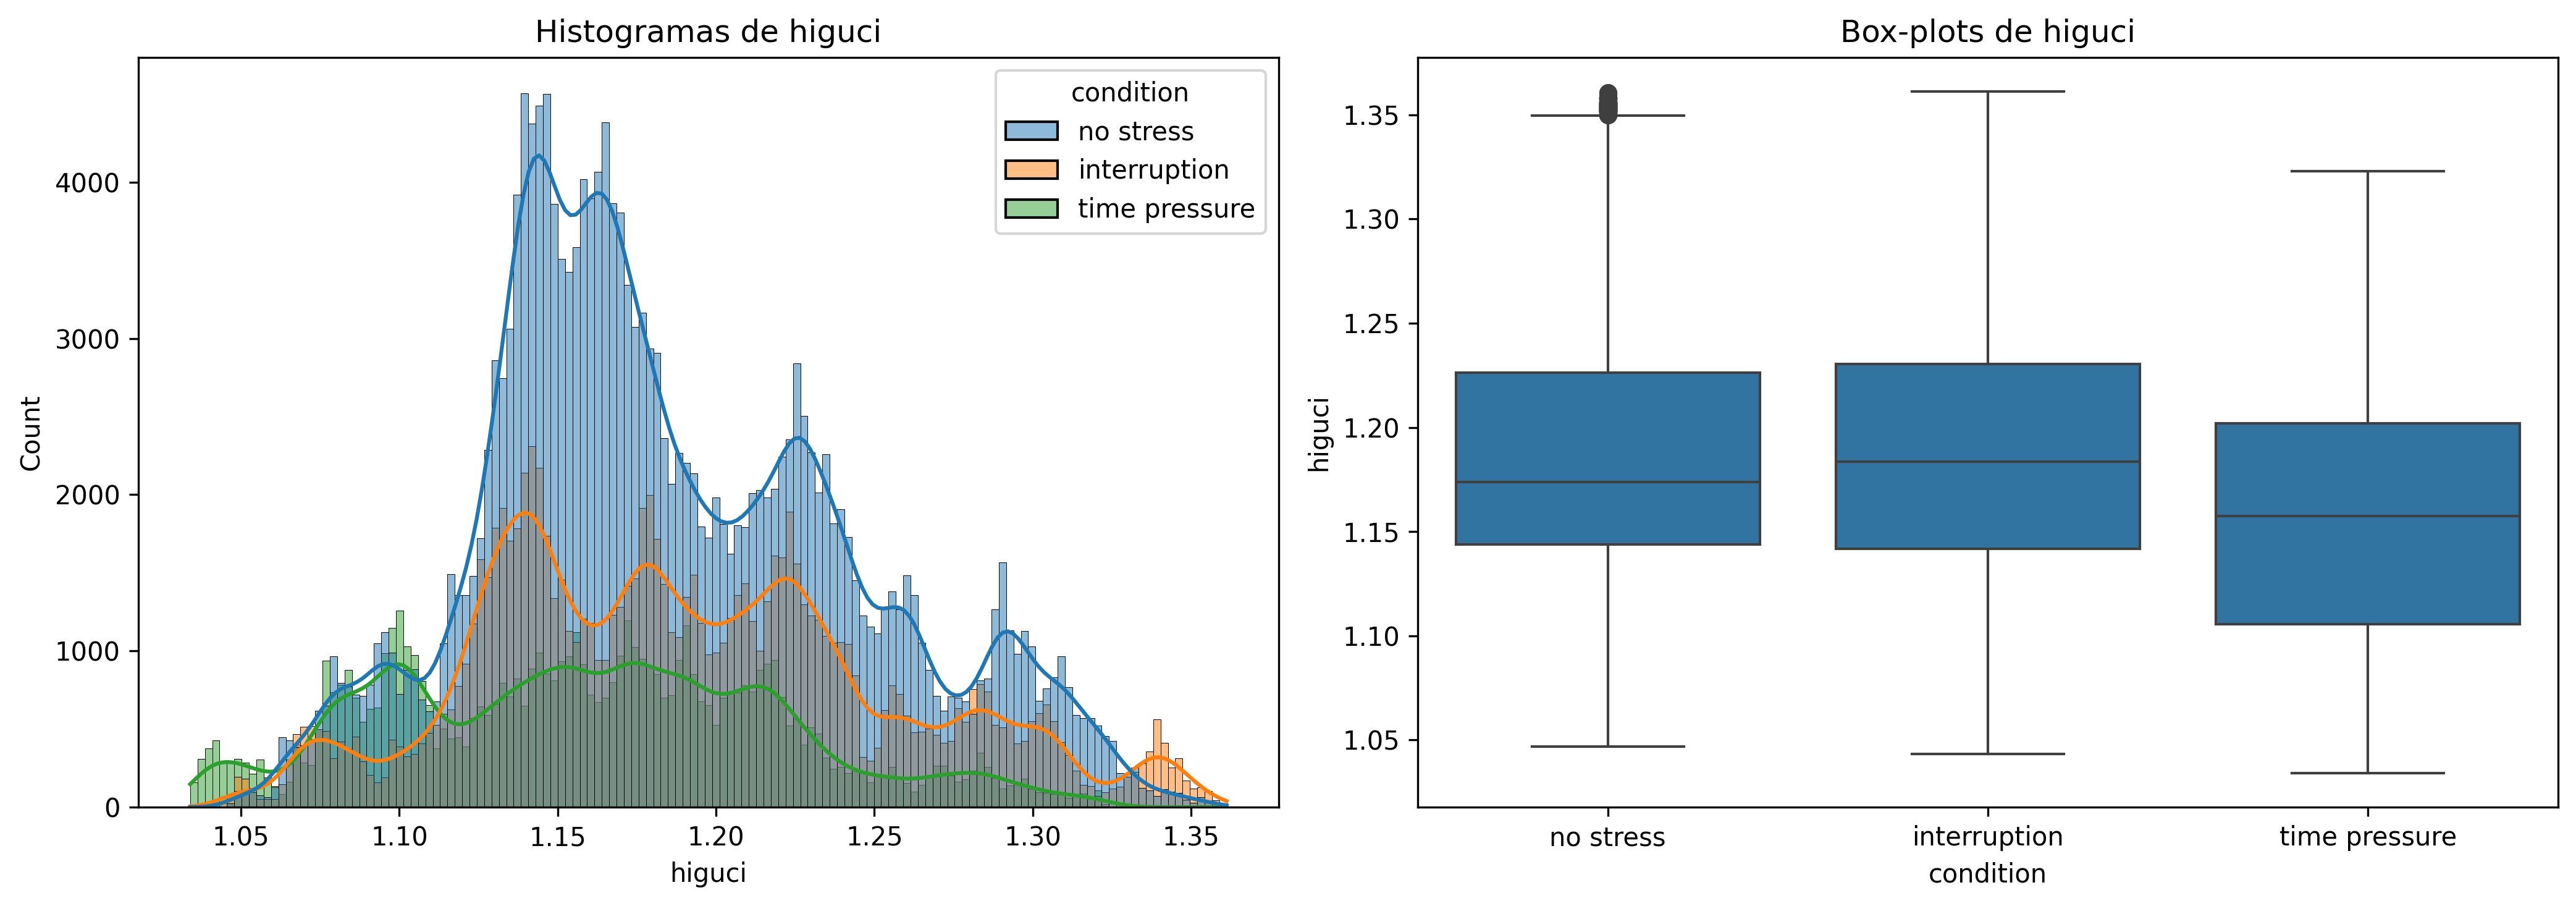 Histogramas de higuci
Count
4000
3000
2000
1000
0
condition
no stress
interruption
time pressure
1.05 1.10 1.15 1.20 1.25 1.30 1.35
higuci
Box-plots de higuci
higuci
1.35
1.30
1.25
1.20
1.15
1.10
1.05
no stress interruption time pressure
condition